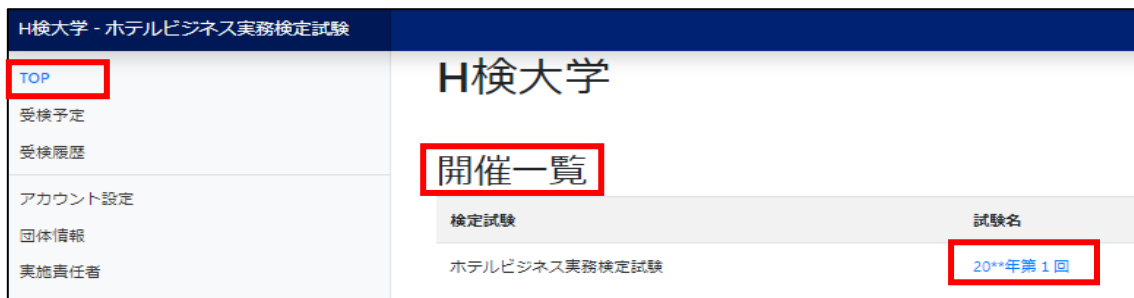 H検大学 - ホテルビジネス実務検定試験
TOP
受検予定
受検履歴
アカウント設定
団体情報
実施責任者
H検大学
開催一覧
検定試験 試験名
ホテルビジネス実務検定試験 20**年第１回